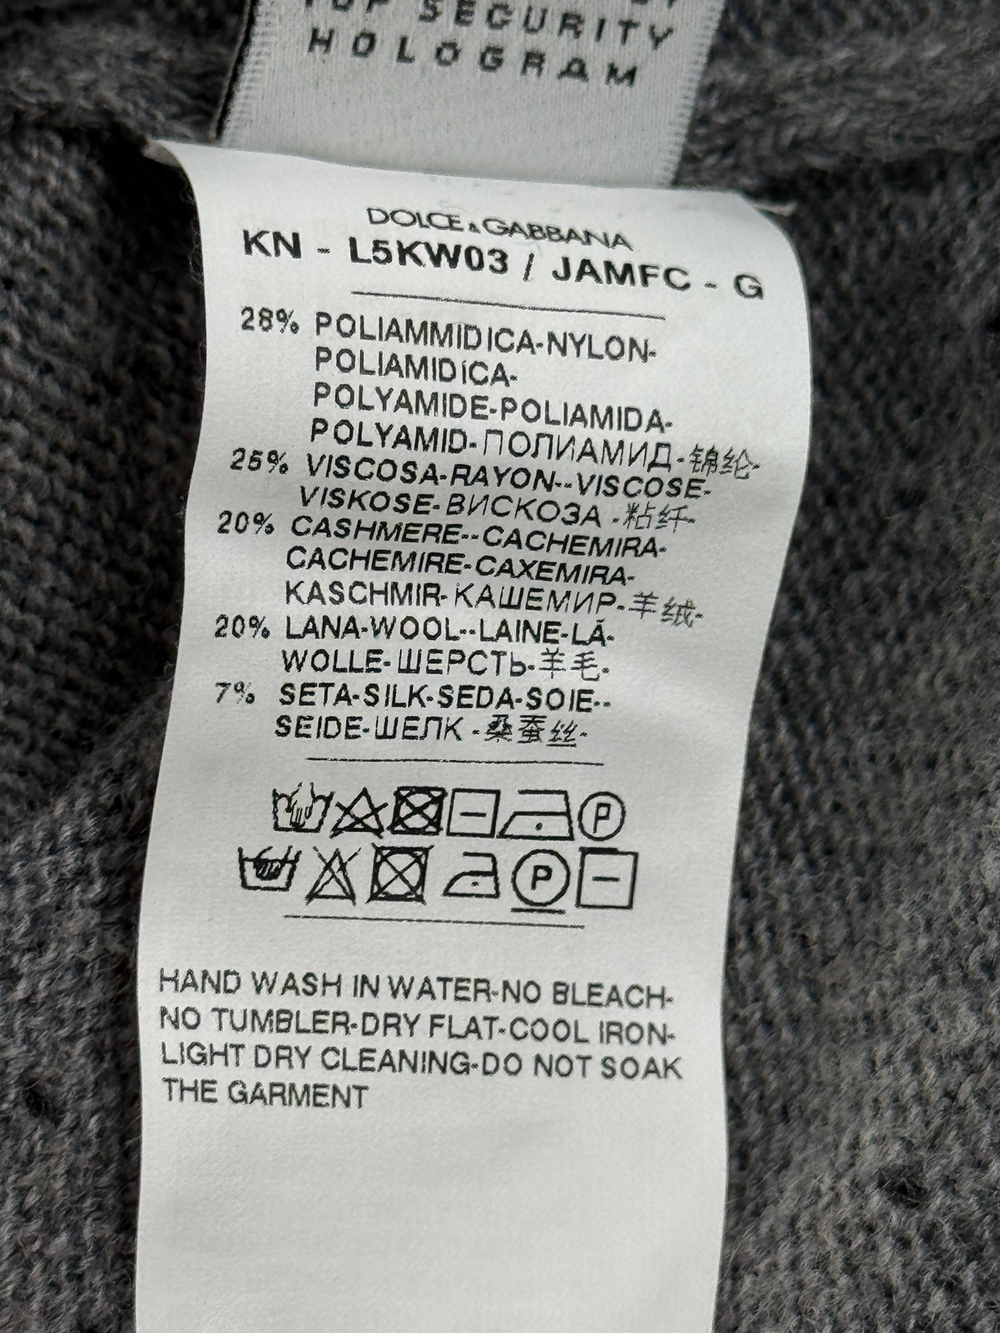 TOP SECURITY
HOLOGRAM
DOLCE & GABBANA
KN - L5KW03 / JAMFC - G
28% POLIAMMIDICA-NYLON-
POLIAMIDICA-
POLYAMIDE-POLIAMIDA-
POLYAMID-ПОЛИАМИД-锦纶-
25% VISCOSA-RAYON--VISCOSE-
VISKOSE-ВИСКОЗА -粘纤-
20% CASHMERE--CACHEMIRA-
CACHEMIRE-CAXEMIRA-
KASCHMIR-КАШЕМИР-羊绒-
20% LANA-WOOL--LAINE-LÃ-
WOLLE-ШЕРСТЬ-羊毛-
7% SETA-SILK-SEDA-SOIE--
SEIDE-ШЕЛК -桑蚕丝-
P
P
HAND WASH IN WATER-NO BLEACH-
NO TUMBLER-DRY FLAT-COOL IRON-
LIGHT DRY CLEANING-DO NOT SOAK
THE GARMENT